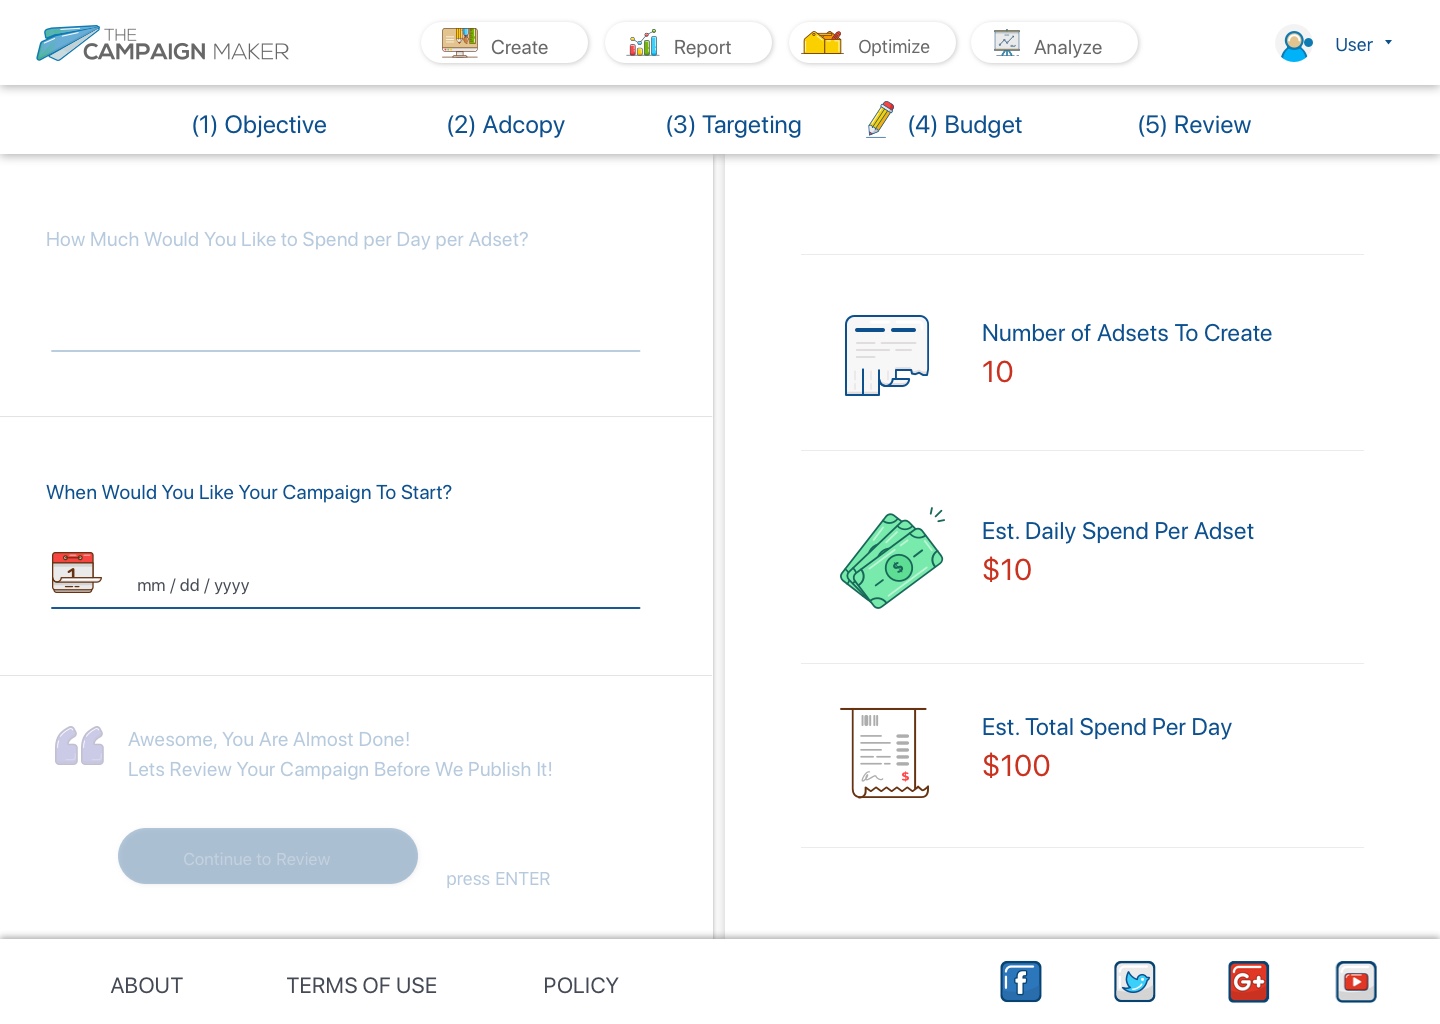 THE
CAMPAIGN MAKER
Create
Report
Optimize
Analyze
User
(1) Objective
(2) Adcopy
(3) Targeting
(4) Budget
(5) Review
How Much Would You Like to Spend per Day per Adset?
When Would You Like Your Campaign To Start?
1
mm / dd / yyyy
Awesome, You Are Almost Done!
Lets Review Your Campaign Before We Publish It!
Continue to Review
press ENTER
Number of Adsets To Create
10
$
Est. Daily Spend Per Adset
$10
$
Est. Total Spend Per Day
$100
ABOUT
TERMS OF USE
POLICY
f
G+